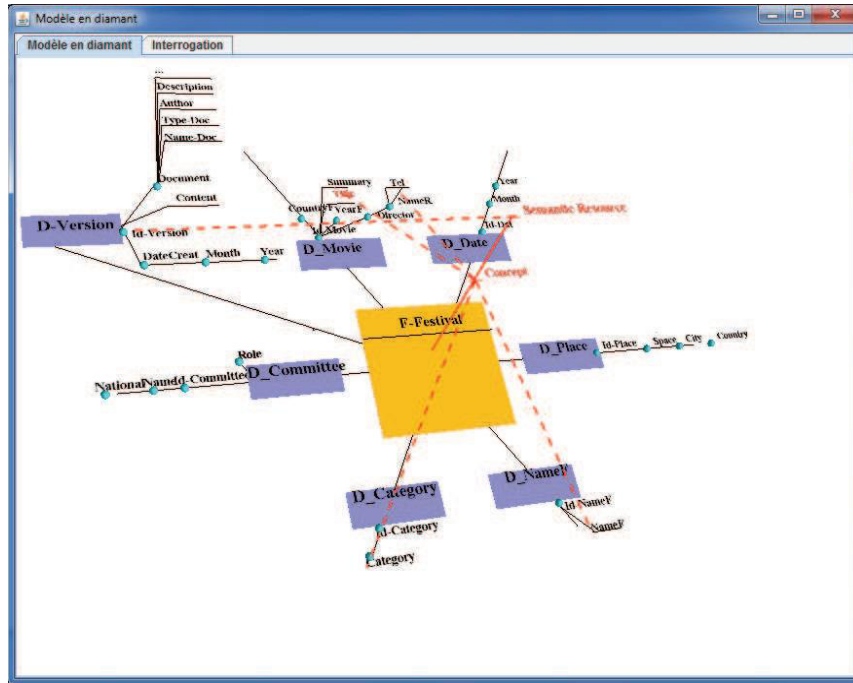 Modèle en diamant
Modèle en diamant
Interrogation
...
Description
Author
Type-Doc
Name-Doc
Document
Content
D-Version
Id-Version
DateCreat
Month
Year
Summary
Title
CountryF
YearF
Id_Movie
Director
Tel
NameR
D_Movie
Year
Month
Id-Dat
D_Date
Semantic Resource
Concept
F-Festival
D_Place
Id-Place
Space
City
Country
Role
D_Committee
National
Name
Id-Committee
D_Category
Id-Category
Category
D_NameF
Id-NameF
NameF